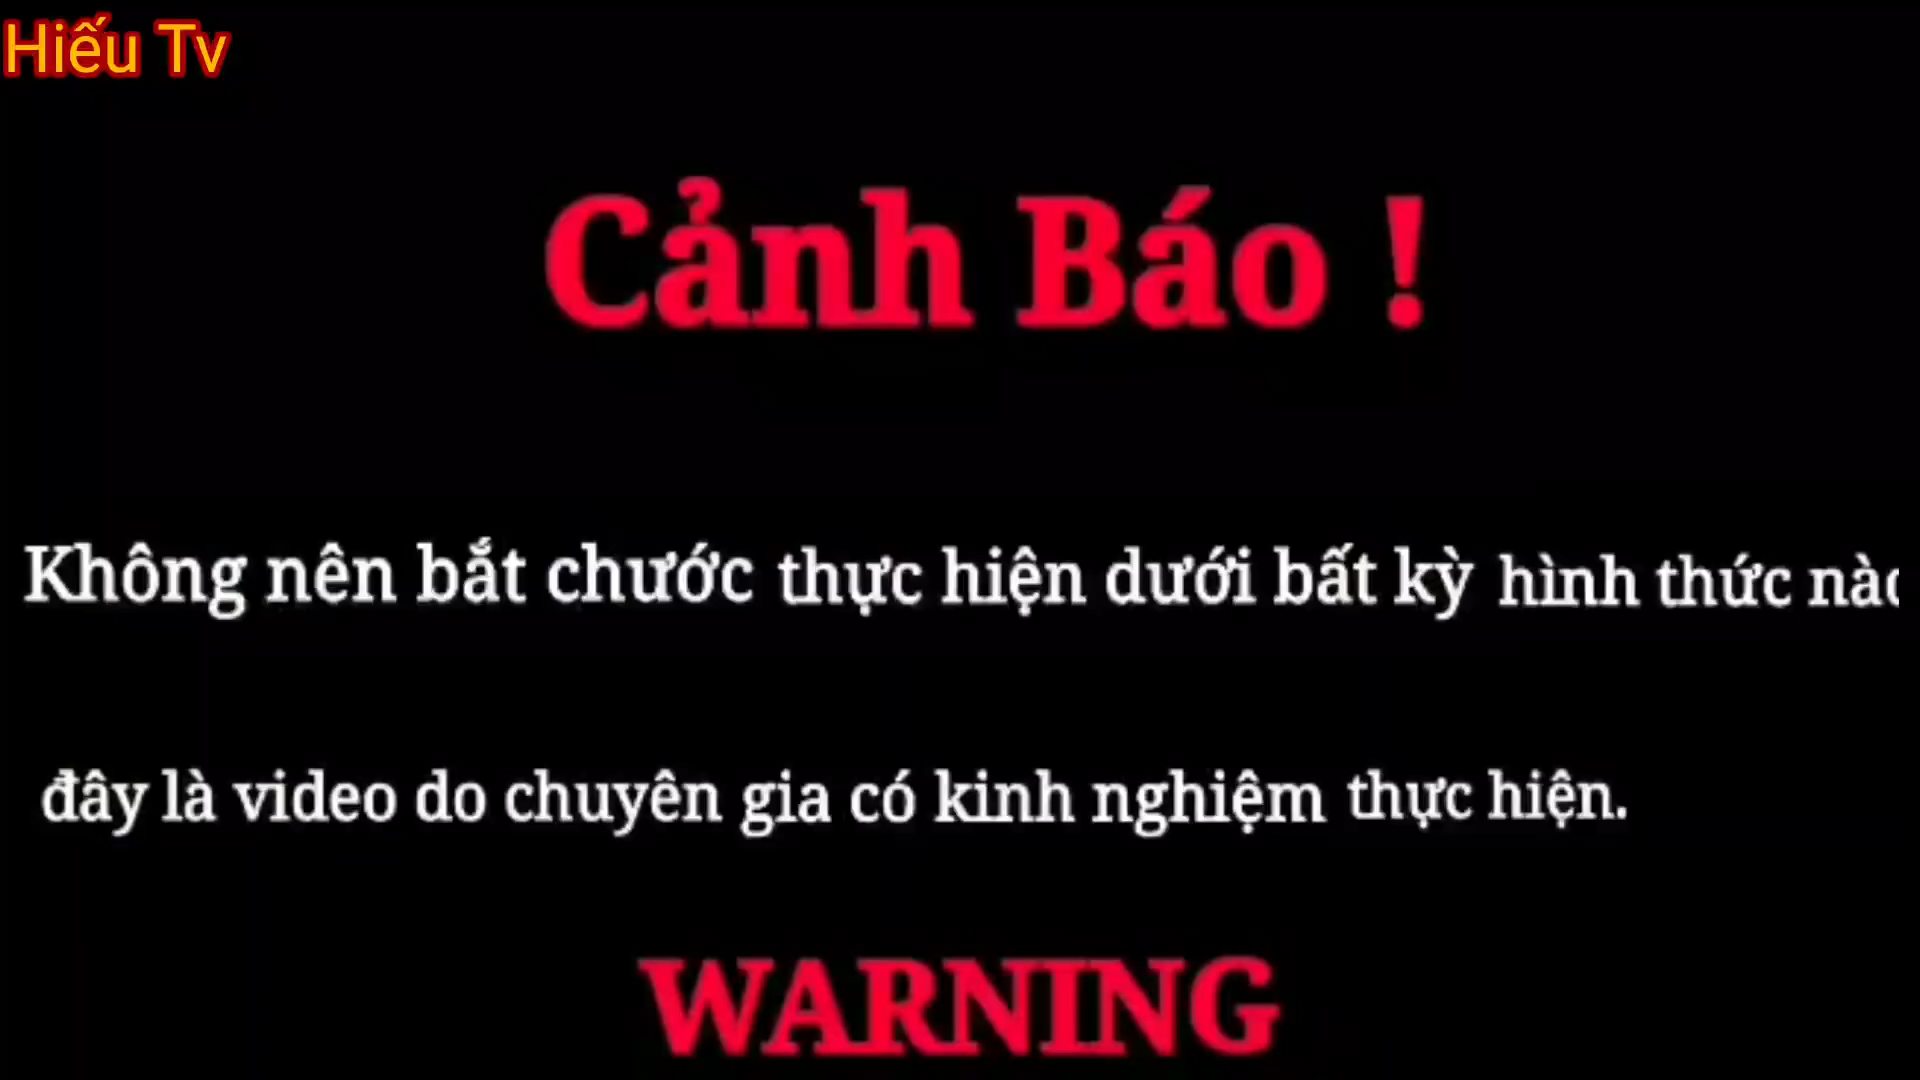 Hiếu Tv
Cảnh Báo !
Không nên bắt chước thực hiện dưới bất kỳ hình thức nào
đây là video do chuyên gia có kinh nghiệm thực hiện.
WARNING